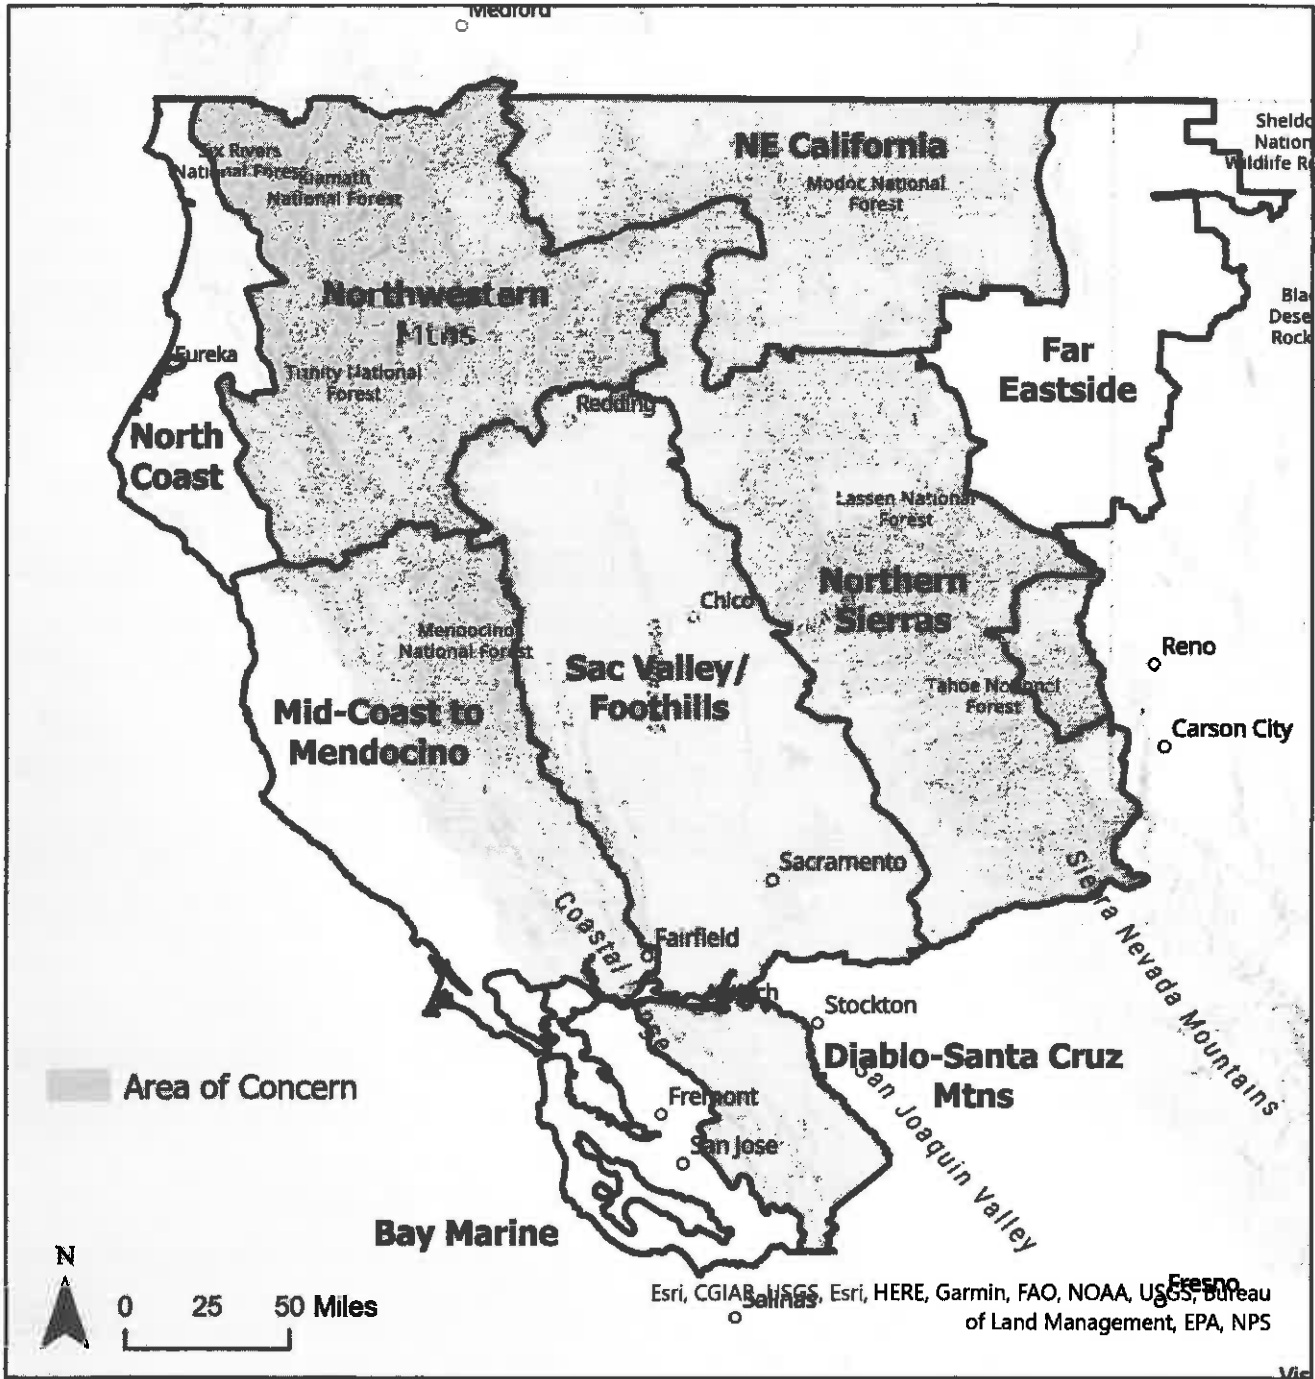 Medford
NE California
Modoc National
Forest
Six Rivers
National Forest
Klamath
National Forest
Northwestern
Mtns
Trinity National
Forest
Eureka
North
Coast
Redding
Far
Eastside
Lassen National
Forest
Northern
Sierras
Chico
Mendocino
National Forest
Sac Valley/
Foothills
Mid-Coast to
Mendocino
Tahoe National
Forest
Reno
Carson City
Sacramento
Fairfield
Coastal
Sierra Nevada Mountains
Stockton
Diablo-Santa Cruz
Mtns
San Joaquin Valley
Area of Concern
Fremont
San Jose
Bay Marine
N
0 25 50 Miles
Salinas
Fresno
Esri, CGIAR, USGS, Esri, HERE, Garmin, FAO, NOAA, USGS, Bureau
of Land Management, EPA, NPS